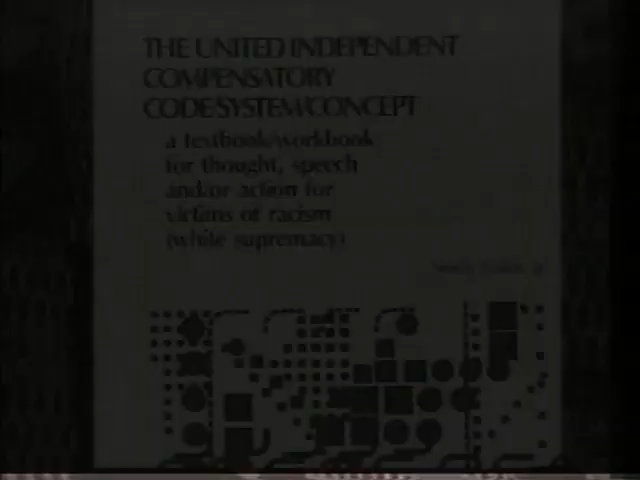 THE UNITED INDEPENDENT
COMPENSATORY
CODE/SYSTEM/CONCEPT
a textbook/workbook
for thought, speech
and/or action for
victims of racism
(white supremacy)